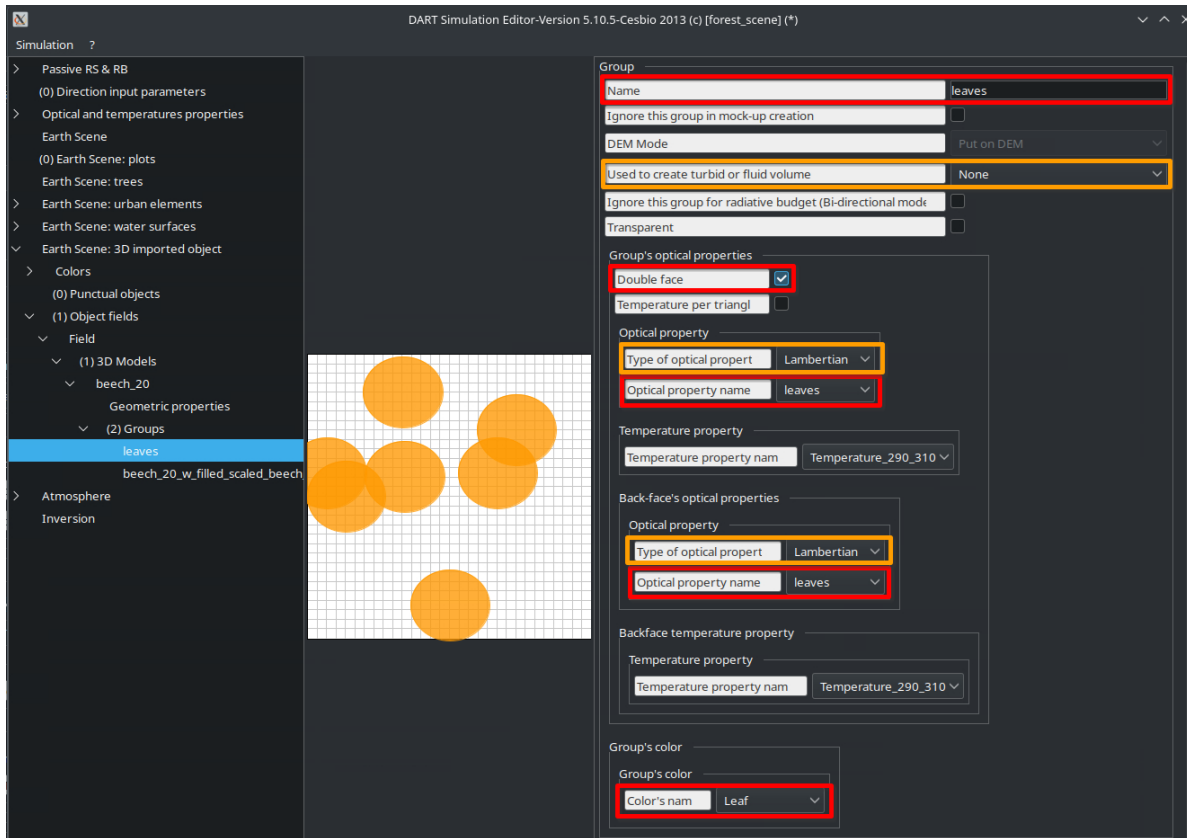 DART Simulation Editor-Version 5.10.5-Cesbio 2013 (c) [forest_scene] (*)
Simulation ?
Passive RS & RB
(0) Direction input parameters
Optical and temperatures properties
Earth Scene
(0) Earth Scene: plots
Earth Scene: trees
Earth Scene: urban elements
Earth Scene: water surfaces
Earth Scene: 3D imported object
Colors
(0) Punctual objects
(1) Object fields
Field
(1) 3D Models
beech_20
Geometric properties
(2) Groups
leaves
beech_20_w_filled_scaled_beech_
Atmosphere
Inversion
Group
Name leaves
Ignore this group in mock-up creation
DEM Mode Put on DEM
Used to create turbid or fluid volume None
Ignore this group for radiative budget (Bi-directional mode
Transparent
Group's optical properties
Double face
Temperature per triangl
Optical property
Type of optical propert Lambertian
Optical property name leaves
Temperature property
Temperature property nam Temperature_290_310
Back-face's optical properties
Optical property
Type of optical propert Lambertian
Optical property name leaves
Backface temperature property
Temperature property
Temperature property nam Temperature_290_310
Group's color
Group's color
Color's nam Leaf